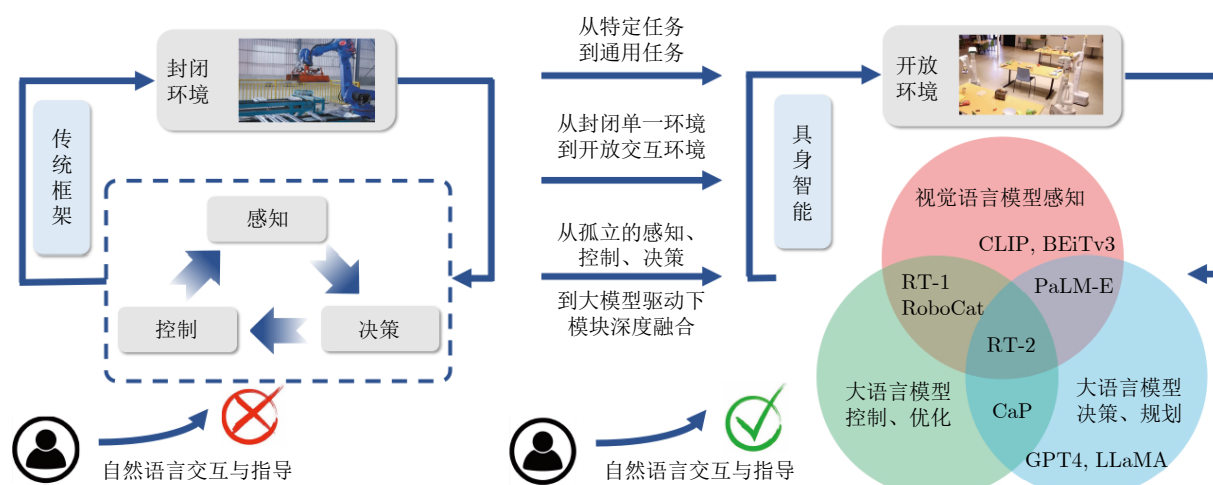 封闭
环境
传统框架
感知
控制
决策
自然语言交互与指导
从特定任务
到通用任务
从封闭单一环境
到开放交互环境
从孤立的感知、
控制、决策
到大模型驱动下
模块深度融合
自然语言交互与指导
具身智能
开放
环境
视觉语言模型感知
CLIP, BEiTv3
RT-1
RoboCat
PaLM-E
RT-2
大语言模型
控制、优化
CaP
大语言模型
决策、规划
GPT4, LLaMA